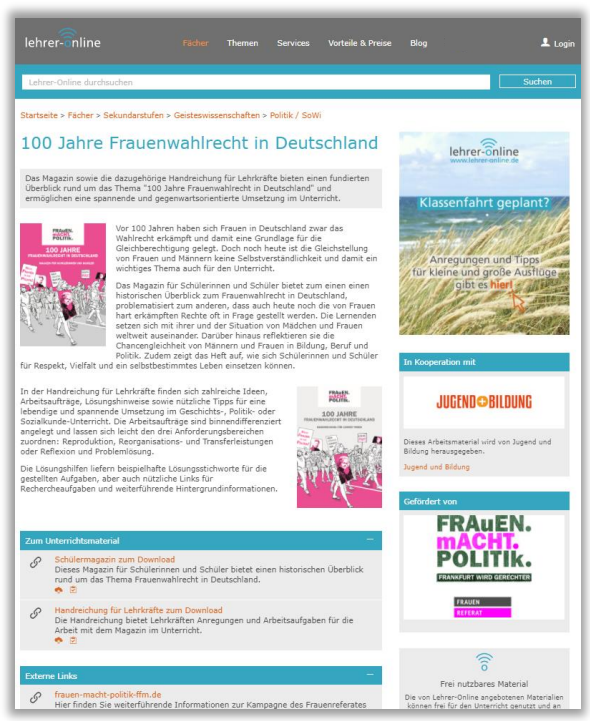 lehrer-online
Fächer Themen Services Vorteile & Preise Blog Login
Lehrer-Online durchsuchen Suchen
Startseite > Fächer > Sekundarstufen > Geisteswissenschaften > Politik / SoWi
100 Jahre Frauenwahlrecht in Deutschland
Das Magazin sowie die dazugehörige Handreichung für Lehrkräfte bieten einen fundierten
Überblick rund um das Thema "100 Jahre Frauenwahlrecht in Deutschland" und
ermöglichen eine spannende und gegenwartsorientierte Umsetzung im Unterricht.
FRAuEN.
mACHT.
POLITIK.
100 JAHRE
FRAUENWAHLRECHT IN DEUTSCHLAND
Vor 100 Jahren haben sich Frauen in Deutschland zwar das
Wahlrecht erkämpft und damit eine Grundlage für die
Gleichberechtigung gelegt. Doch noch heute ist die Gleichstellung
von Frauen und Männern keine Selbstverständlichkeit und damit ein
wichtiges Thema auch für den Unterricht.
Das Magazin für Schülerinnen und Schüler bietet zum einen einen
historischen Überblick zum Frauenwahlrecht in Deutschland,
problematisiert zum anderen, dass auch heute noch die von Frauen
hart erkämpften Rechte oft in Frage gestellt werden. Die Lernenden
setzen sich mit ihrer und der Situation von Mädchen und Frauen
weltweit auseinander. Darüber hinaus reflektieren sie die
Chancengleichheit von Männern und Frauen in Bildung, Beruf und
Politik. Zudem zeigt das Heft auf, wie sich Schülerinnen und Schüler
für Respekt, Vielfalt und ein selbstbestimmtes Leben einsetzen können.
In der Handreichung für Lehrkräfte finden sich zahlreiche Ideen,
Arbeitsaufträge, Lösungshinweise sowie nützliche Tipps für eine
lebendige und spannende Umsetzung im Geschichts-, Politik- oder
Sozialkunde-Unterricht. Die Arbeitsaufträge sind binnendifferenziert
angelegt und lassen sich leicht den drei Anforderungsbereichen
zuordnen: Reproduktion, Reorganisations- und Transferleistungen
oder Reflexion und Problemlösung.
Die Lösungshilfen liefern beispielhafte Lösungsstichworte für die
gestellten Aufgaben, aber auch nützliche Links für
Rechercheaufgaben und weiterführende Hintergrundinformationen.
FRAuEN.
mACHT.
POLITIK.
100 JAHRE
FRAUENWAHLRECHT IN DEUTSCHLAND
Zum Unterrichtsmaterial
Schülermagazin zum Download
Dieses Magazin für Schülerinnen und Schüler bietet einen historischen Überblick
rund um das Thema Frauenwahlrecht in Deutschland.
Handreichung für Lehrkräfte zum Download
Die Handreichung bietet Lehrkräften Anregungen und Arbeitsaufgaben für die
Arbeit mit dem Magazin im Unterricht.
Externe Links
frauen-macht-politik-ffm.de
Hier finden Sie weiterführende Informationen zur Kampagne des Frauenreferates
lehrer-online
www.lehrer-online.de
Klassenfahrt geplant?
Anregungen und Tipps
für kleine und große Ausflüge
gibt es hier!
In Kooperation mit
JUGEND+BILDUNG
Dieses Arbeitsmaterial wird von Jugend und
Bildung herausgegeben.
Jugend und Bildung
Gefördert von
FRAuEN.
mACHT.
POLITIK.
FRANKFURT WIRD GERECHTER
FRAUEN
REFERAT
Frei nutzbares Material
Die von Lehrer-Online angebotenen Materialien
können frei für den Unterricht genutzt und an